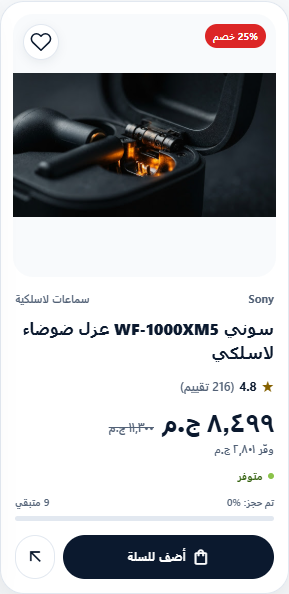 25% خصم
Sony
سماعات لاسلكية
سوني WF-1000XM5 عزل ضوضاء
لاسلكي
★ 4.8 (216 تقييم)
٨,٤٩٩ ج.م ١١,٣٠٠ ج.م
وفّر ٢,٨٠١ ج.م
متوفر
تم حجز: 0%
9 متبقي
أضف للسلة